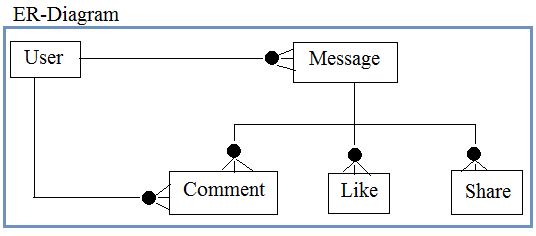 ER-Diagram
User
Message
Comment
Like
Share